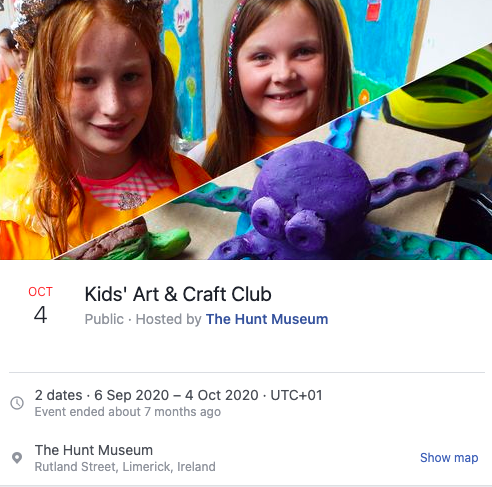 OCT
4
Kids' Art & Craft Club
Public · Hosted by The Hunt Museum
2 dates · 6 Sep 2020 – 4 Oct 2020 · UTC+01
Event ended about 7 months ago
The Hunt Museum
Rutland Street, Limerick, Ireland
Show map